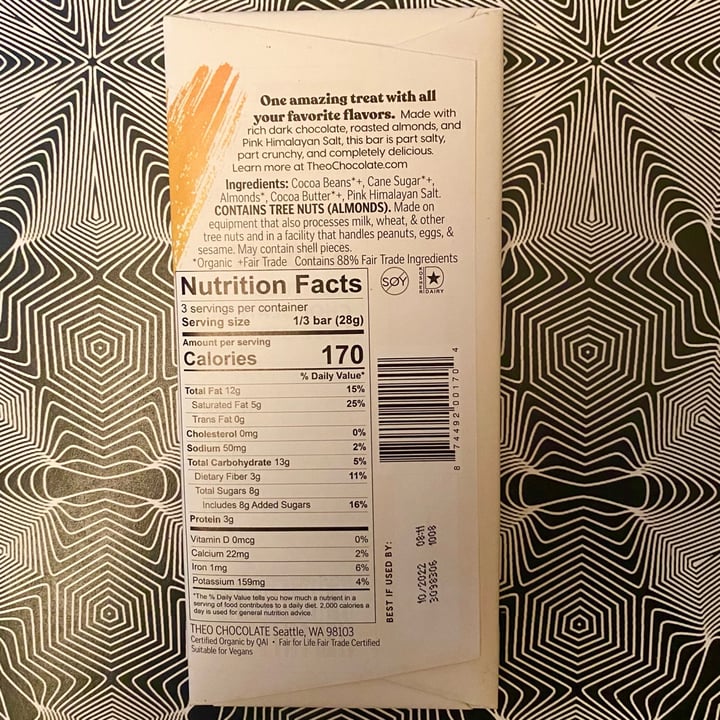 One amazing treat with all
your favorite flavors. Made with
rich dark chocolate, roasted almonds, and
Pink Himalayan Salt, this bar is part salty,
part crunchy, and completely delicious.
Learn more at TheoChocolate.com
Ingredients: Cocoa Beans*+, Cane Sugar*+,
Almonds*, Cocoa Butter*+, Pink Himalayan Salt.
CONTAINS TREE NUTS (ALMONDS). Made on
equipment that also processes milk, wheat, & other
tree nuts and in a facility that handles peanuts, eggs, &
sesame. May contain shell pieces.
*Organic +Fair Trade Contains 88% Fair Trade Ingredients
SOY
DAIRY
Nutrition Facts
3 servings per container
Serving size 1/3 bar (28g)
Amount per serving
Calories 170
% Daily Value*
Total Fat 12g 15%
Saturated Fat 5g 25%
Trans Fat 0g
Cholesterol 0mg 0%
Sodium 50mg 2%
Total Carbohydrate 13g 5%
Dietary Fiber 3g 11%
Total Sugars 8g
Includes 8g Added Sugars 16%
Protein 3g
Vitamin D 0mcg 0%
Calcium 22mg 2%
Iron 1mg 6%
Potassium 159mg 4%
*The % Daily Value tells you how much a nutrient in a
serving of food contributes to a daily diet. 2,000 calories a
day is used for general nutrition advice.
THEO CHOCOLATE Seattle, WA 98103
Certified Organic by QAI • Fair for Life Fair Trade Certified
Suitable for Vegans
8 74492 00170 4
BEST IF USED BY:
10/2022 08:11
3098306 1008